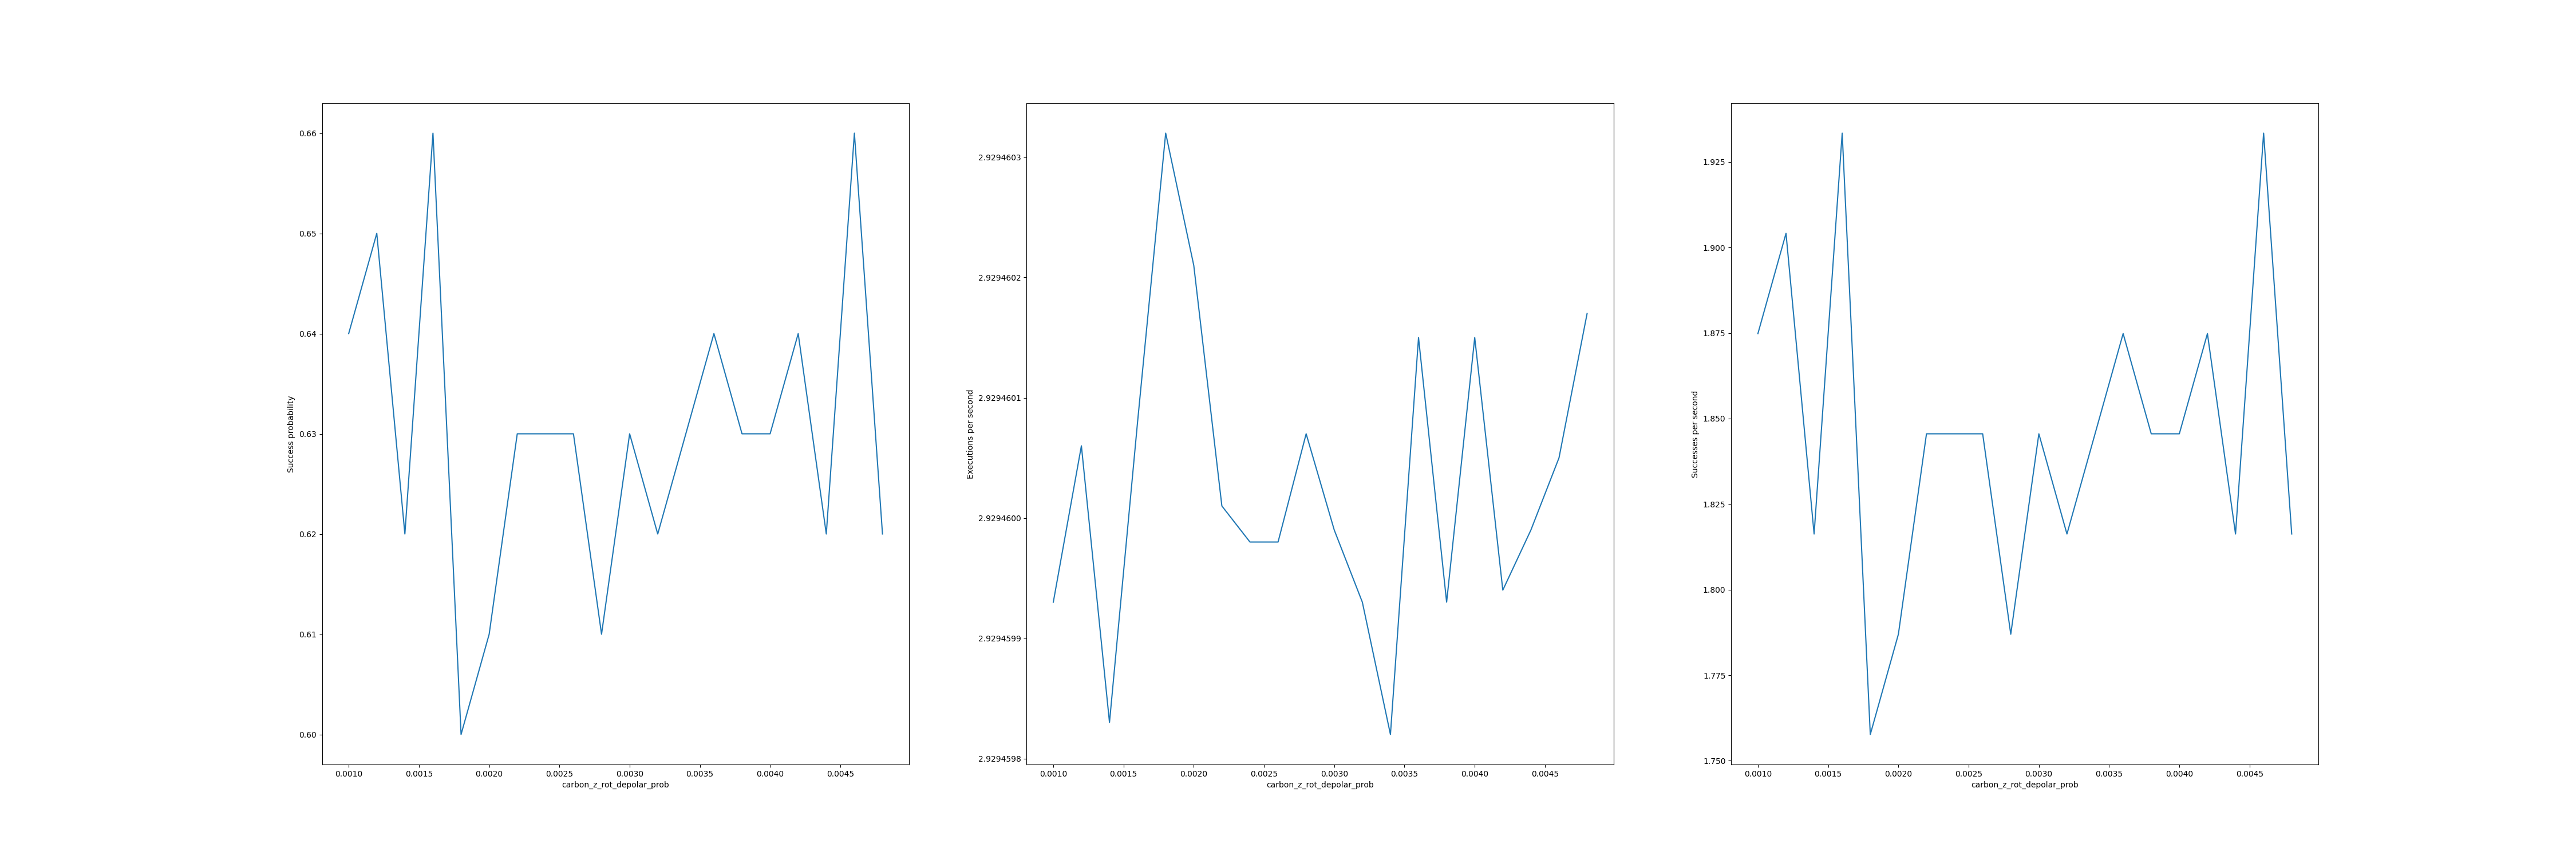 0.66
0.65
0.64
0.63
0.62
0.61
0.60
Success probability
0.0010 0.0015 0.0020 0.0025 0.0030 0.0035 0.0040 0.0045
carbon_z_rot_depolar_prob
2.9294603
2.9294602
2.9294601
2.9294600
2.9294599
2.9294598
Executions per second
0.0010 0.0015 0.0020 0.0025 0.0030 0.0035 0.0040 0.0045
carbon_z_rot_depolar_prob
1.925
1.900
1.875
1.850
1.825
1.800
1.775
1.750
Successes per second
0.0010 0.0015 0.0020 0.0025 0.0030 0.0035 0.0040 0.0045
carbon_z_rot_depolar_prob